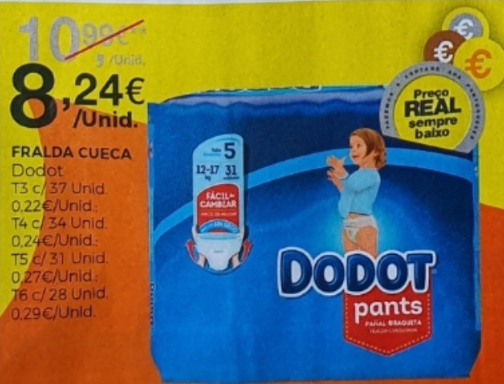 10,99€**
/Unid.
8,24€
/Unid.
FRALDA CUECA
Dodot
T3 c/ 37 Unid.
0,22€/Unid.
T4 c/ 34 Unid.
0,24€/Unid.
T5 c/ 31 Unid.
0,27€/Unid.
T6 c/ 28 Unid.
0,29€/Unid.
€
€
€
Preço
REAL
sempre
baixo
5
12-17 31
kg
FÁCIL de
CAMBIAR
DODOT
pants
PAÑAL BRAGUITA